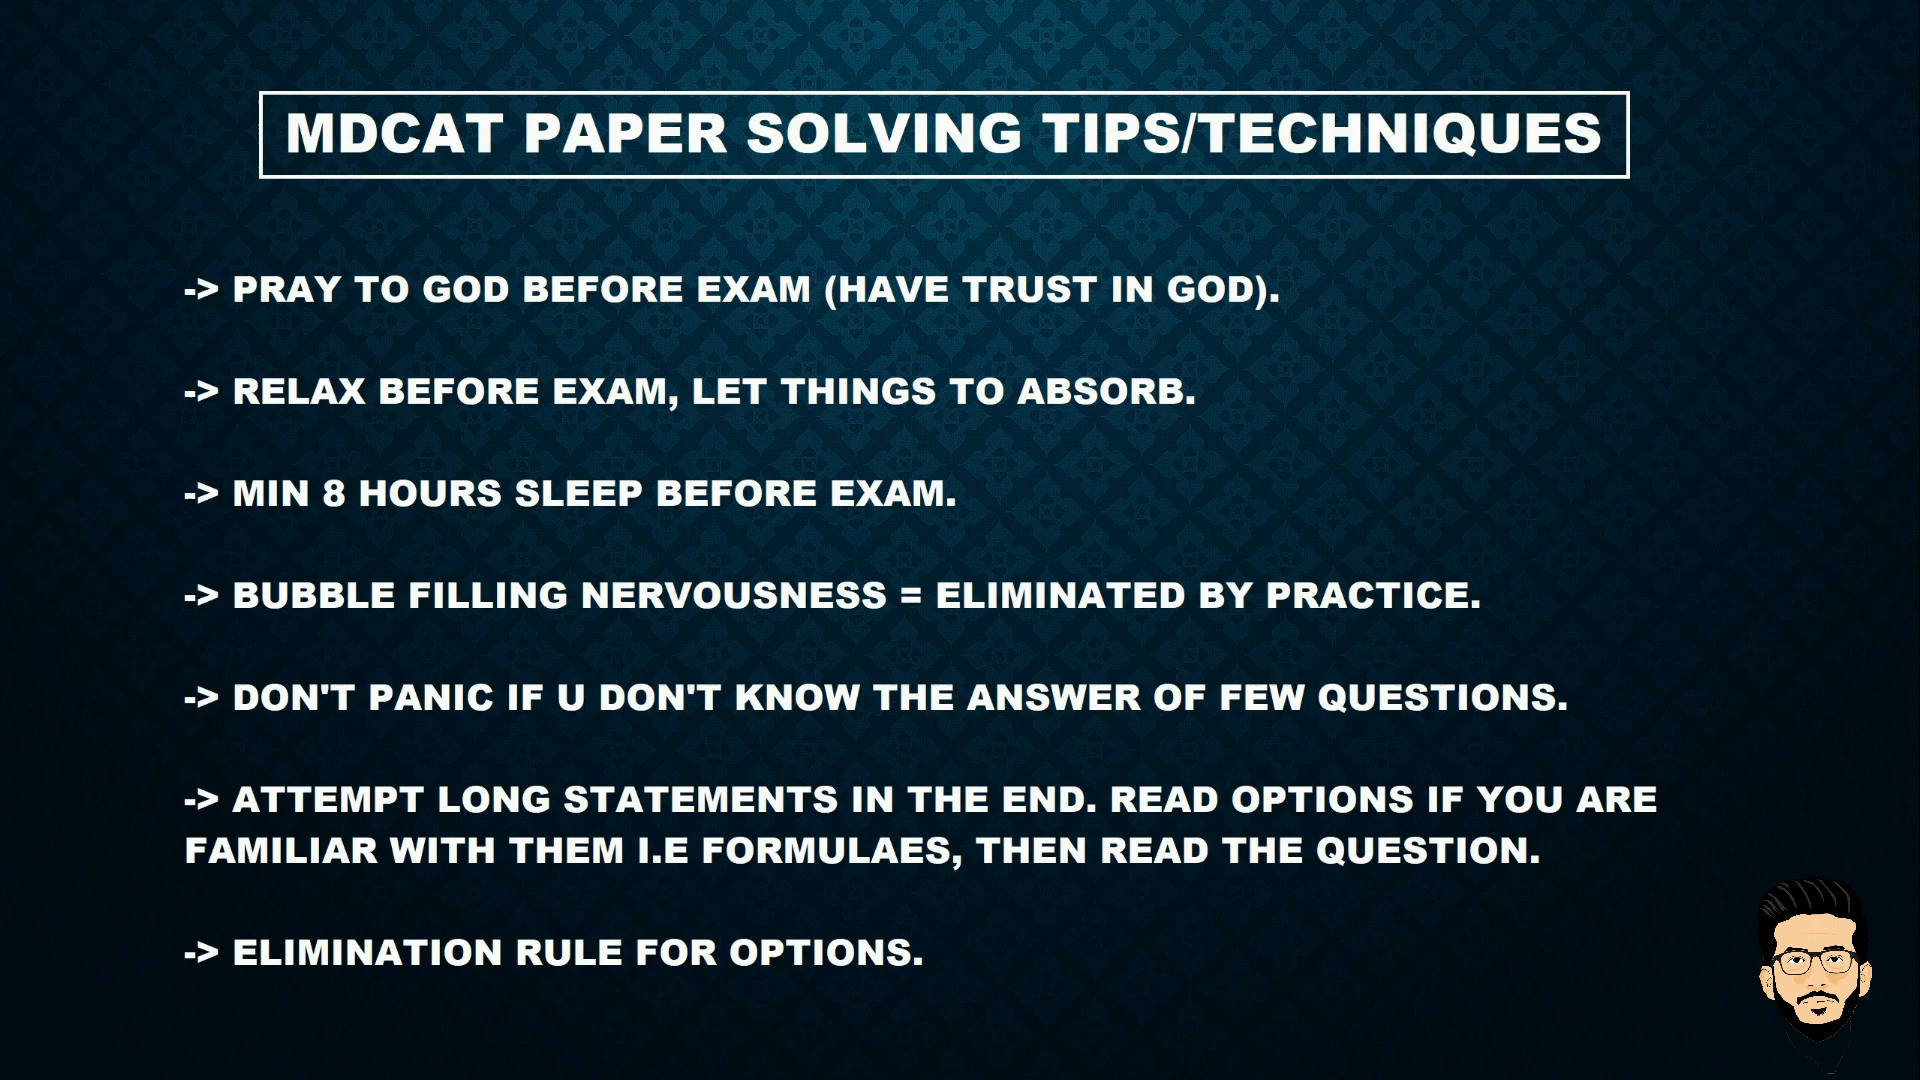 MDCAT PAPER SOLVING TIPS/TECHNIQUES
-> PRAY TO GOD BEFORE EXAM (HAVE TRUST IN GOD).
-> RELAX BEFORE EXAM, LET THINGS TO ABSORB.
-> MIN 8 HOURS SLEEP BEFORE EXAM.
-> BUBBLE FILLING NERVOUSNESS = ELIMINATED BY PRACTICE.
-> DON'T PANIC IF U DON'T KNOW THE ANSWER OF FEW QUESTIONS.
-> ATTEMPT LONG STATEMENTS IN THE END. READ OPTIONS IF YOU ARE
FAMILIAR WITH THEM I.E FORMULAES, THEN READ THE QUESTION.
-> ELIMINATION RULE FOR OPTIONS.